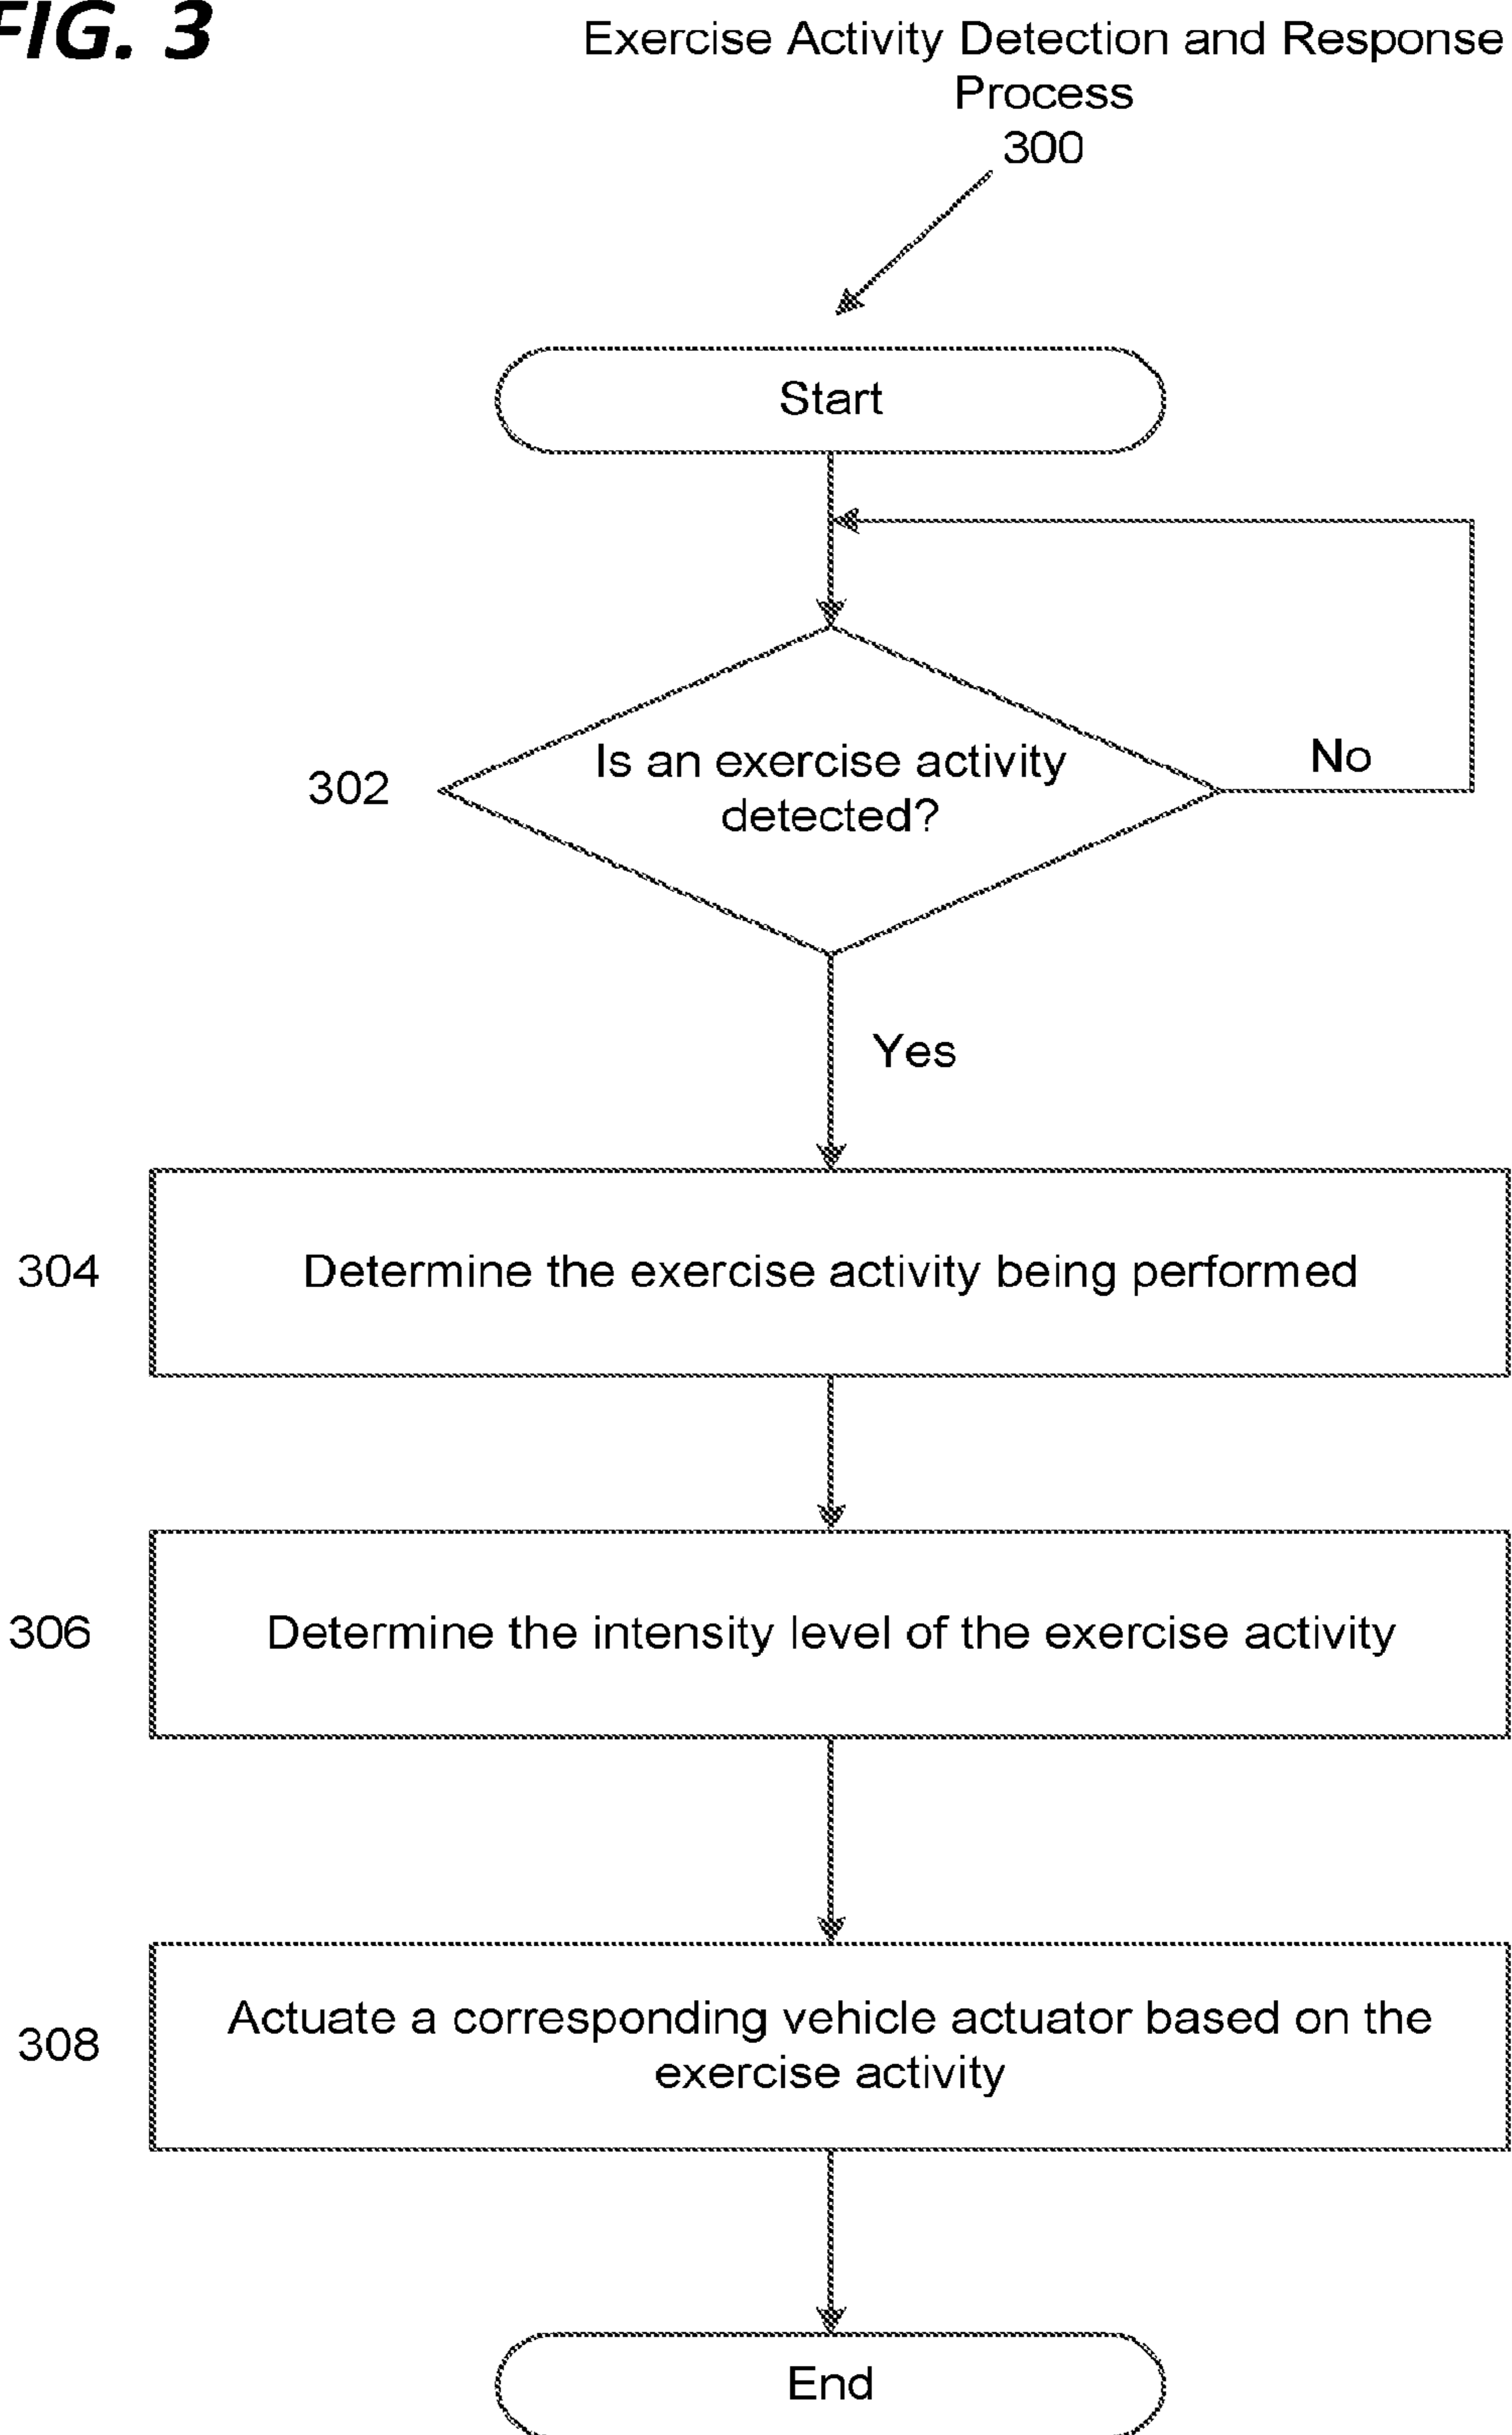 FIG. 3
Exercise Activity Detection and Response
Process
300
Start
302
Is an exercise activity
detected?
No
Yes
304
Determine the exercise activity being performed
306
Determine the intensity level of the exercise activity
308
Actuate a corresponding vehicle actuator based on the
exercise activity
End